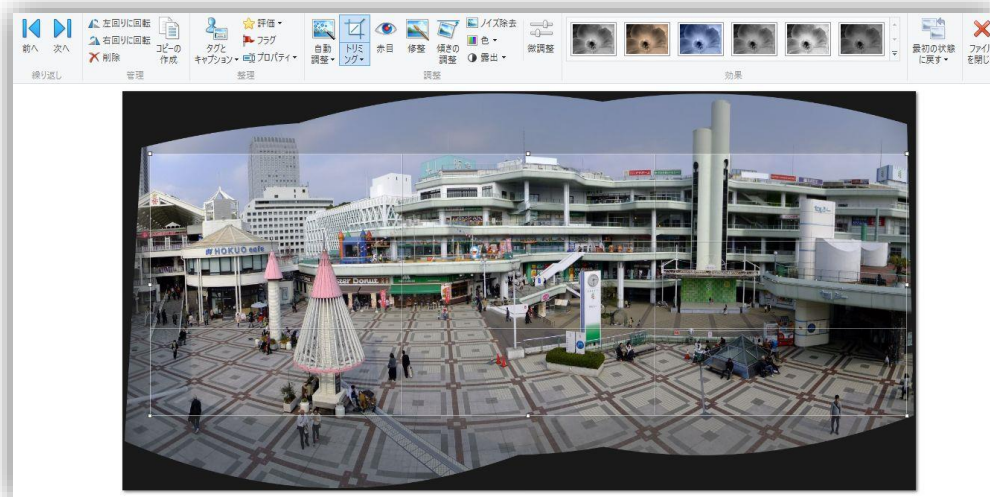 前へ
次へ
繰り返し
左回りに回転
右回りに回転
削除
コピーの
作成
管理
タグと
キャプション
評価
フラグ
プロパティ
整理
自動
調整
トリミ
ング
赤目
修整
傾きの
調整
ノイズ除去
色
露出
微調整
調整
効果
最初の状態
に戻す
ファイル
を閉じ
HOKUO cafe
ster Donut